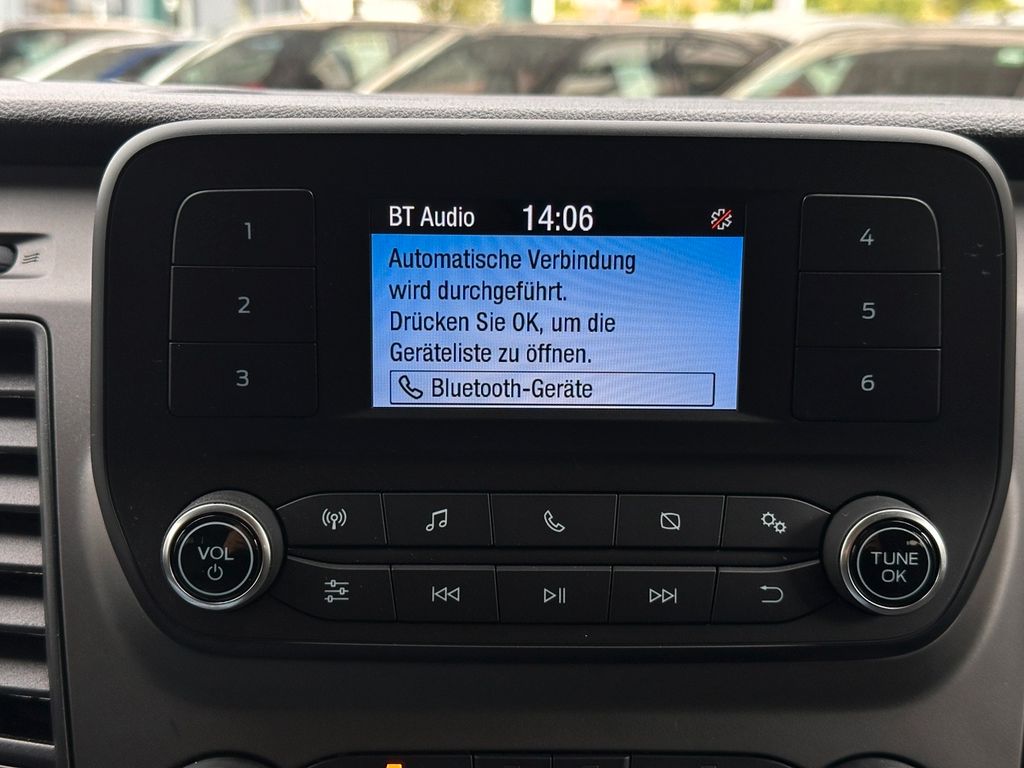 BT Audio 14:06
1
4
Automatische Verbindung
wird durchgeführt.
2
5
Drücken Sie OK, um die
Geräteliste zu öffnen.
3
6
Bluetooth-Geräte
VOL
TUNE
OK